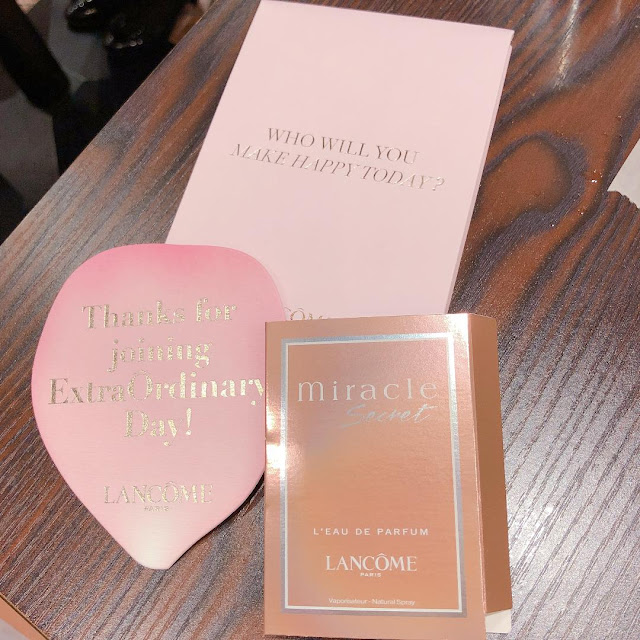 WHO WILL YOU
MAKE HAPPY TODAY?
Thanks for
joining
ExtraOrdinary
Day!
LANCÔME
PARIS
miracle
Secret
L'EAU DE PARFUM
LANCÔME
PARIS
Vaporisateur - Natural Spray